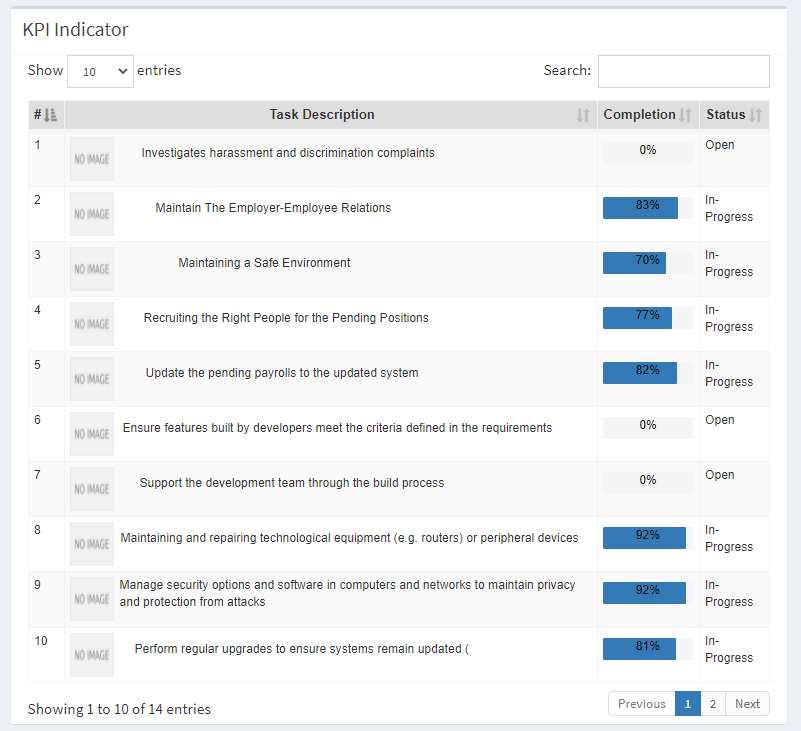 KPI Indicator
Show 10 entries Search:
# Task Description Completion Status
1 NO IMAGE Investigates harassment and discrimination complaints 0% Open
2 NO IMAGE Maintain The Employer-Employee Relations 83% In-
Progress
3 NO IMAGE Maintaining a Safe Environment 70% In-
Progress
4 NO IMAGE Recruiting the Right People for the Pending Positions 77% In-
Progress
5 NO IMAGE Update the pending payrolls to the updated system 82% In-
Progress
6 NO IMAGE Ensure features built by developers meet the criteria defined in the requirements 0% Open
7 NO IMAGE Support the development team through the build process 0% Open
8 NO IMAGE Maintaining and repairing technological equipment (e.g. routers) or peripheral devices 92% In-
Progress
9 NO IMAGE Manage security options and software in computers and networks to maintain privacy 92% In-
and protection from attacks Progress
10 NO IMAGE Perform regular upgrades to ensure systems remain updated ( 81% In-
Progress
Showing 1 to 10 of 14 entries Previous 1 2 Next